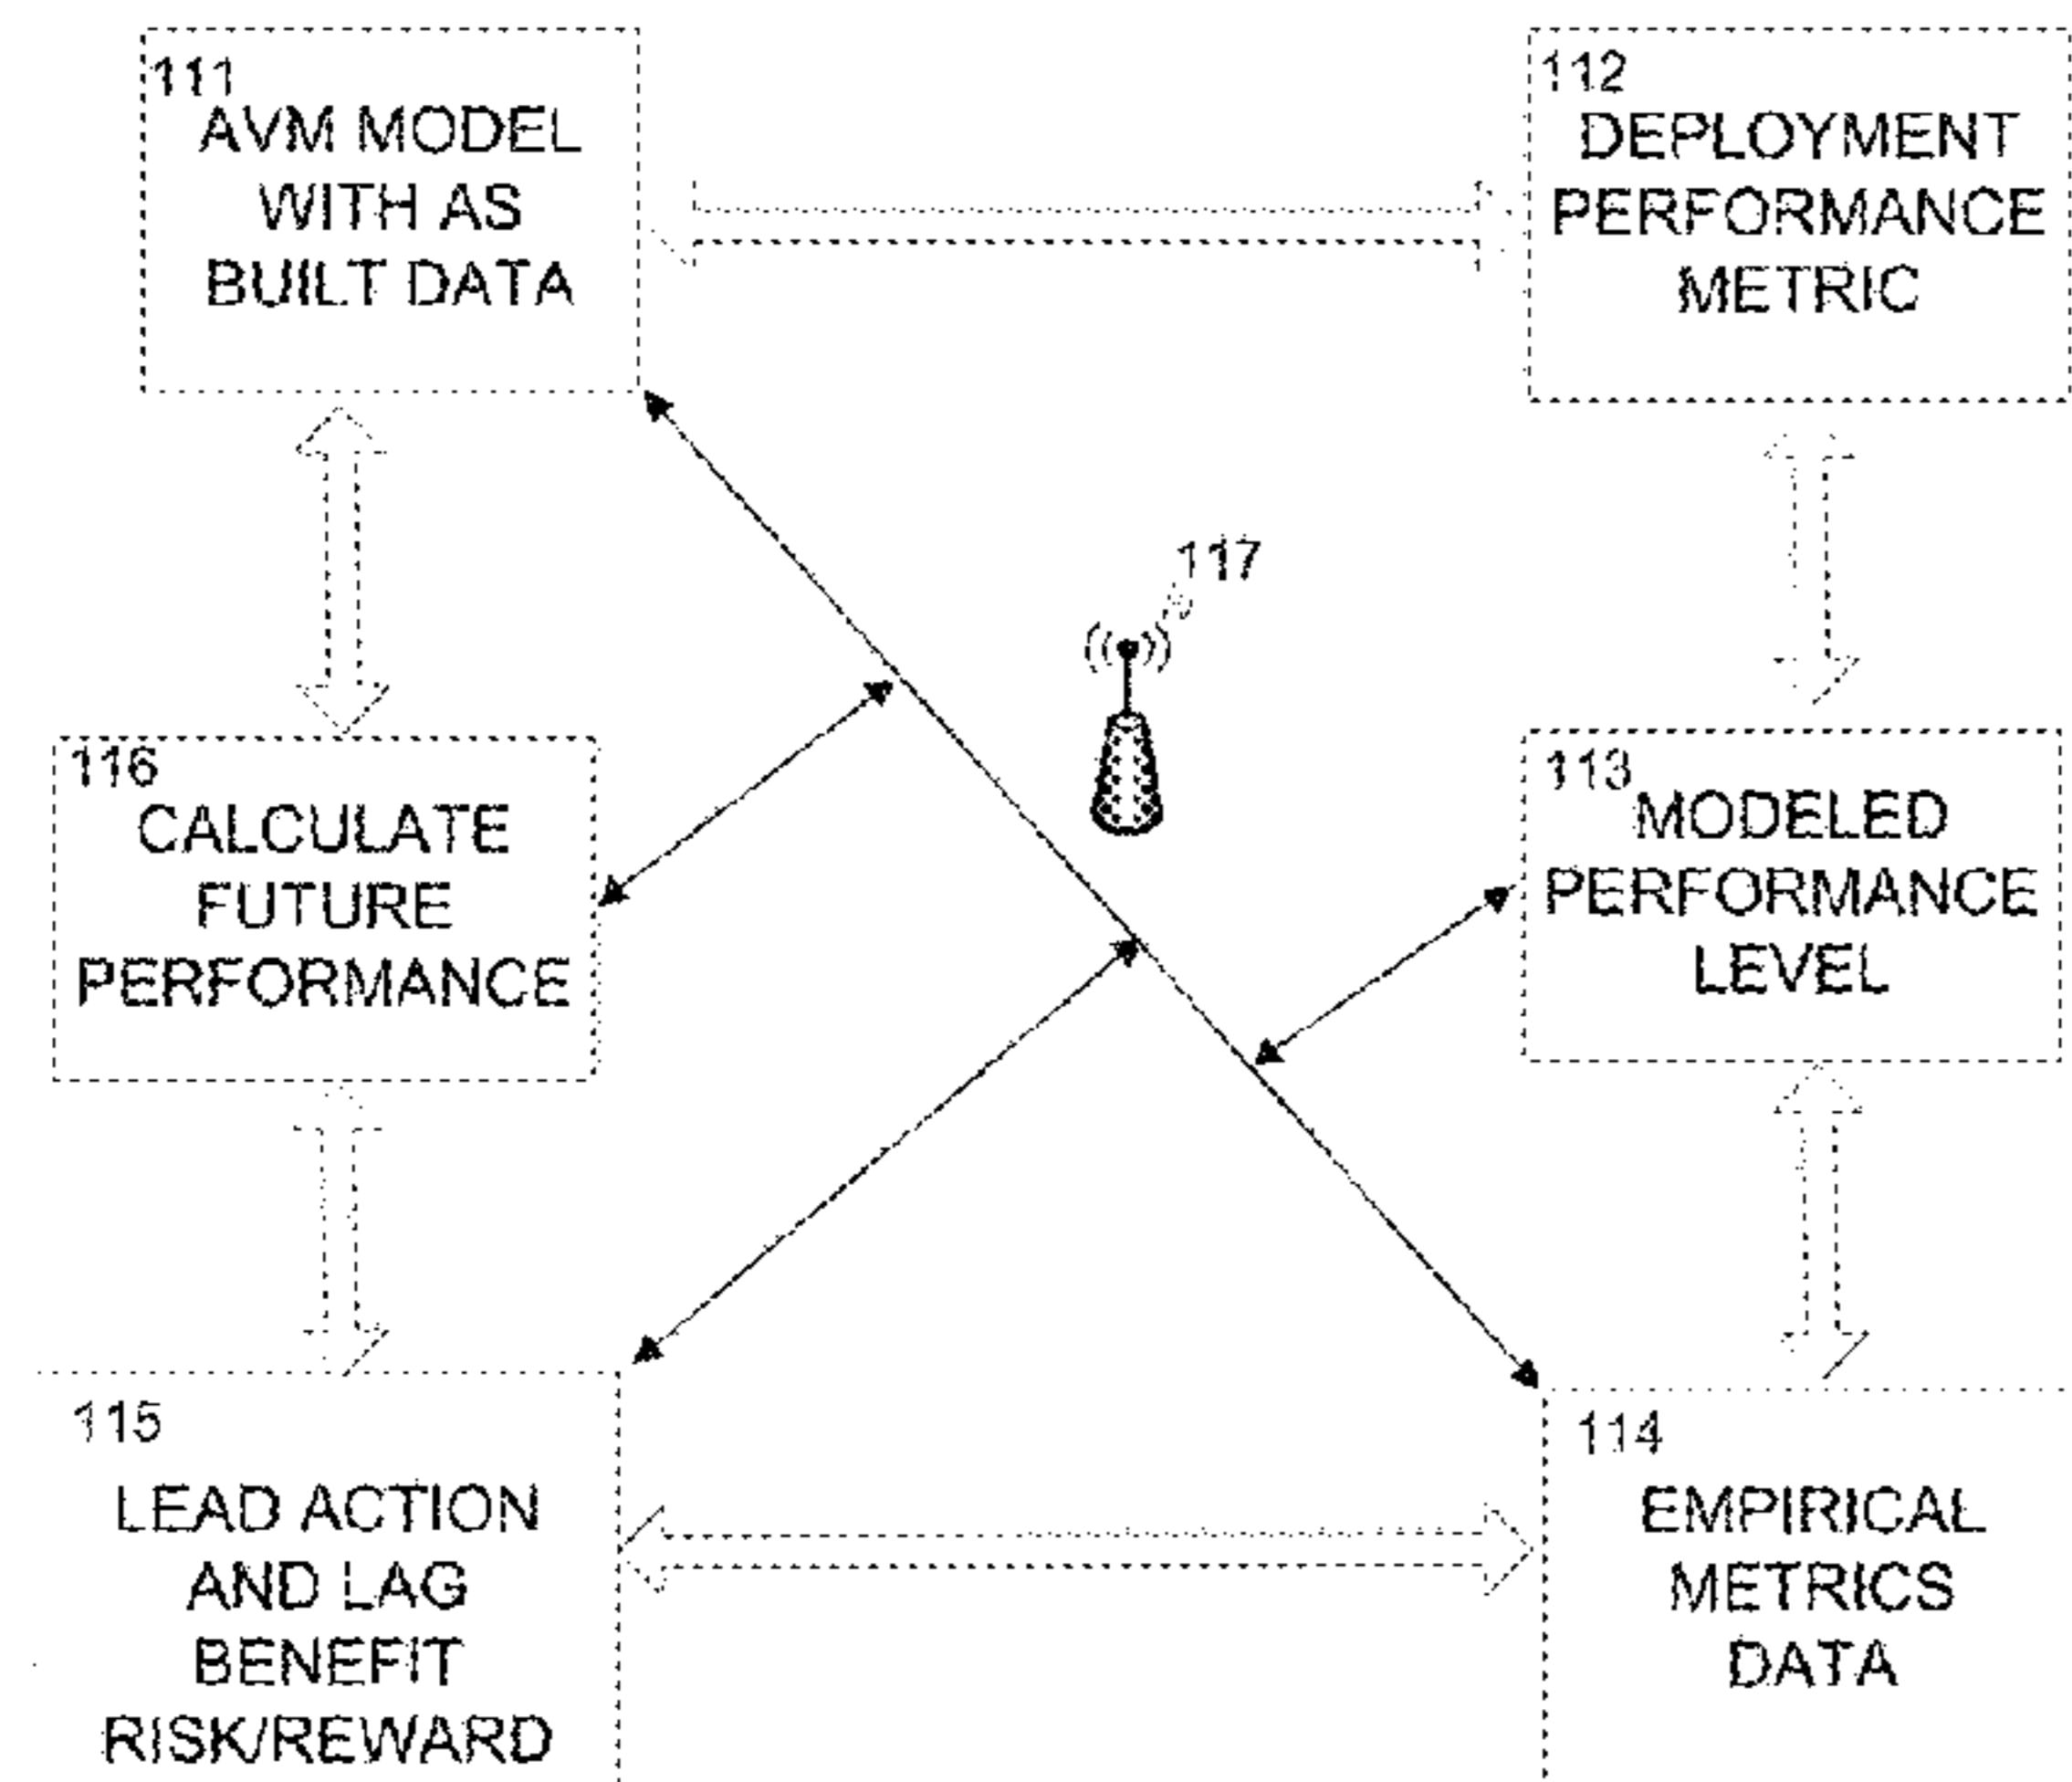 111
AVM MODEL
WITH AS
BUILT DATA
112
DEPLOYMENT
PERFORMANCE
METRIC
117
116
CALCULATE
FUTURE
PERFORMANCE
113
MODELED
PERFORMANCE
LEVEL
115
LEAD ACTION
AND LAG
BENEFIT
RISK/REWARD
114
EMPIRICAL
METRICS
DATA